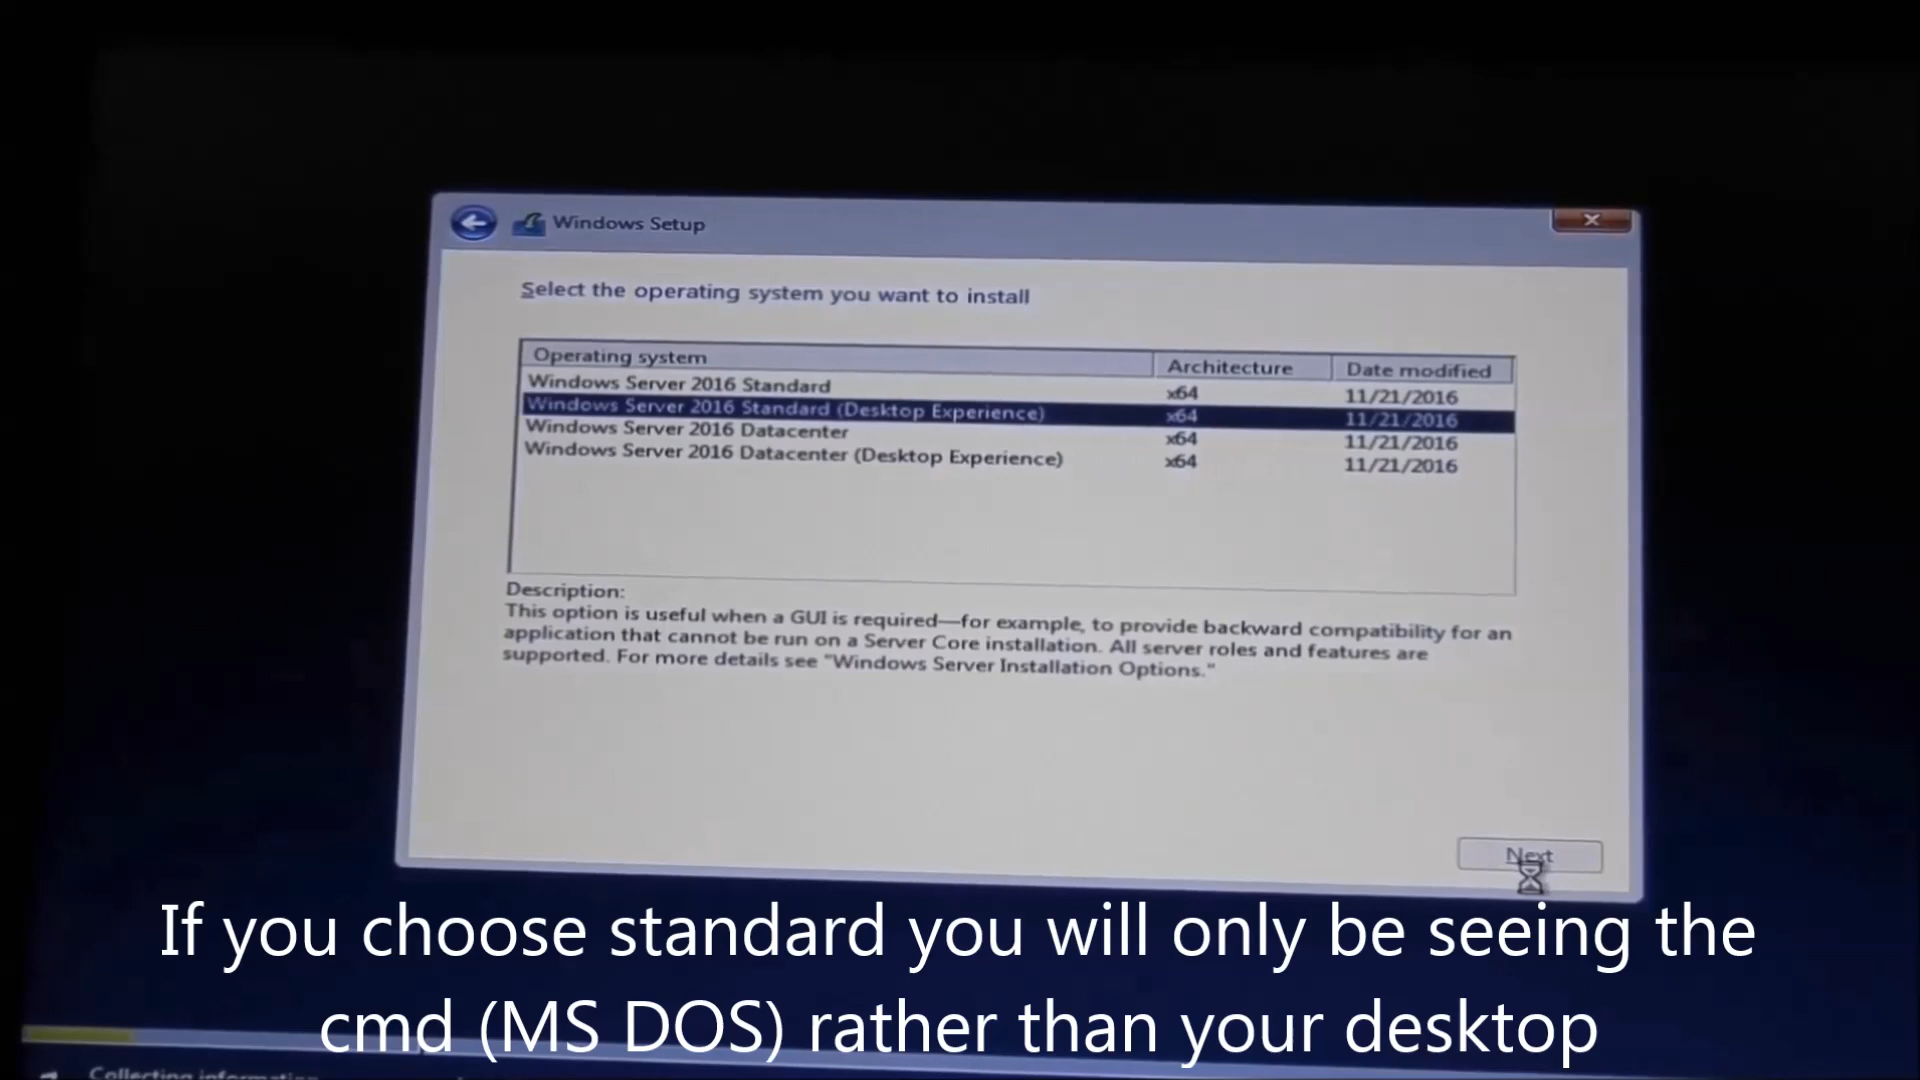 Windows Setup
Select the operating system you want to install
Operating system Architecture Date modified
Windows Server 2016 Standard x64 11/21/2016
Windows Server 2016 Standard (Desktop Experience) x64 11/21/2016
Windows Server 2016 Datacenter x64 11/21/2016
Windows Server 2016 Datacenter (Desktop Experience) x64 11/21/2016
Description:
This option is useful when a GUI is required—for example, to provide backward compatibility for an
application that cannot be run on a Server Core installation. All server roles and features are
supported. For more details see "Windows Server Installation Options."
Next
If you choose standard you will only be seeing the
cmd (MS DOS) rather than your desktop
Collecting information